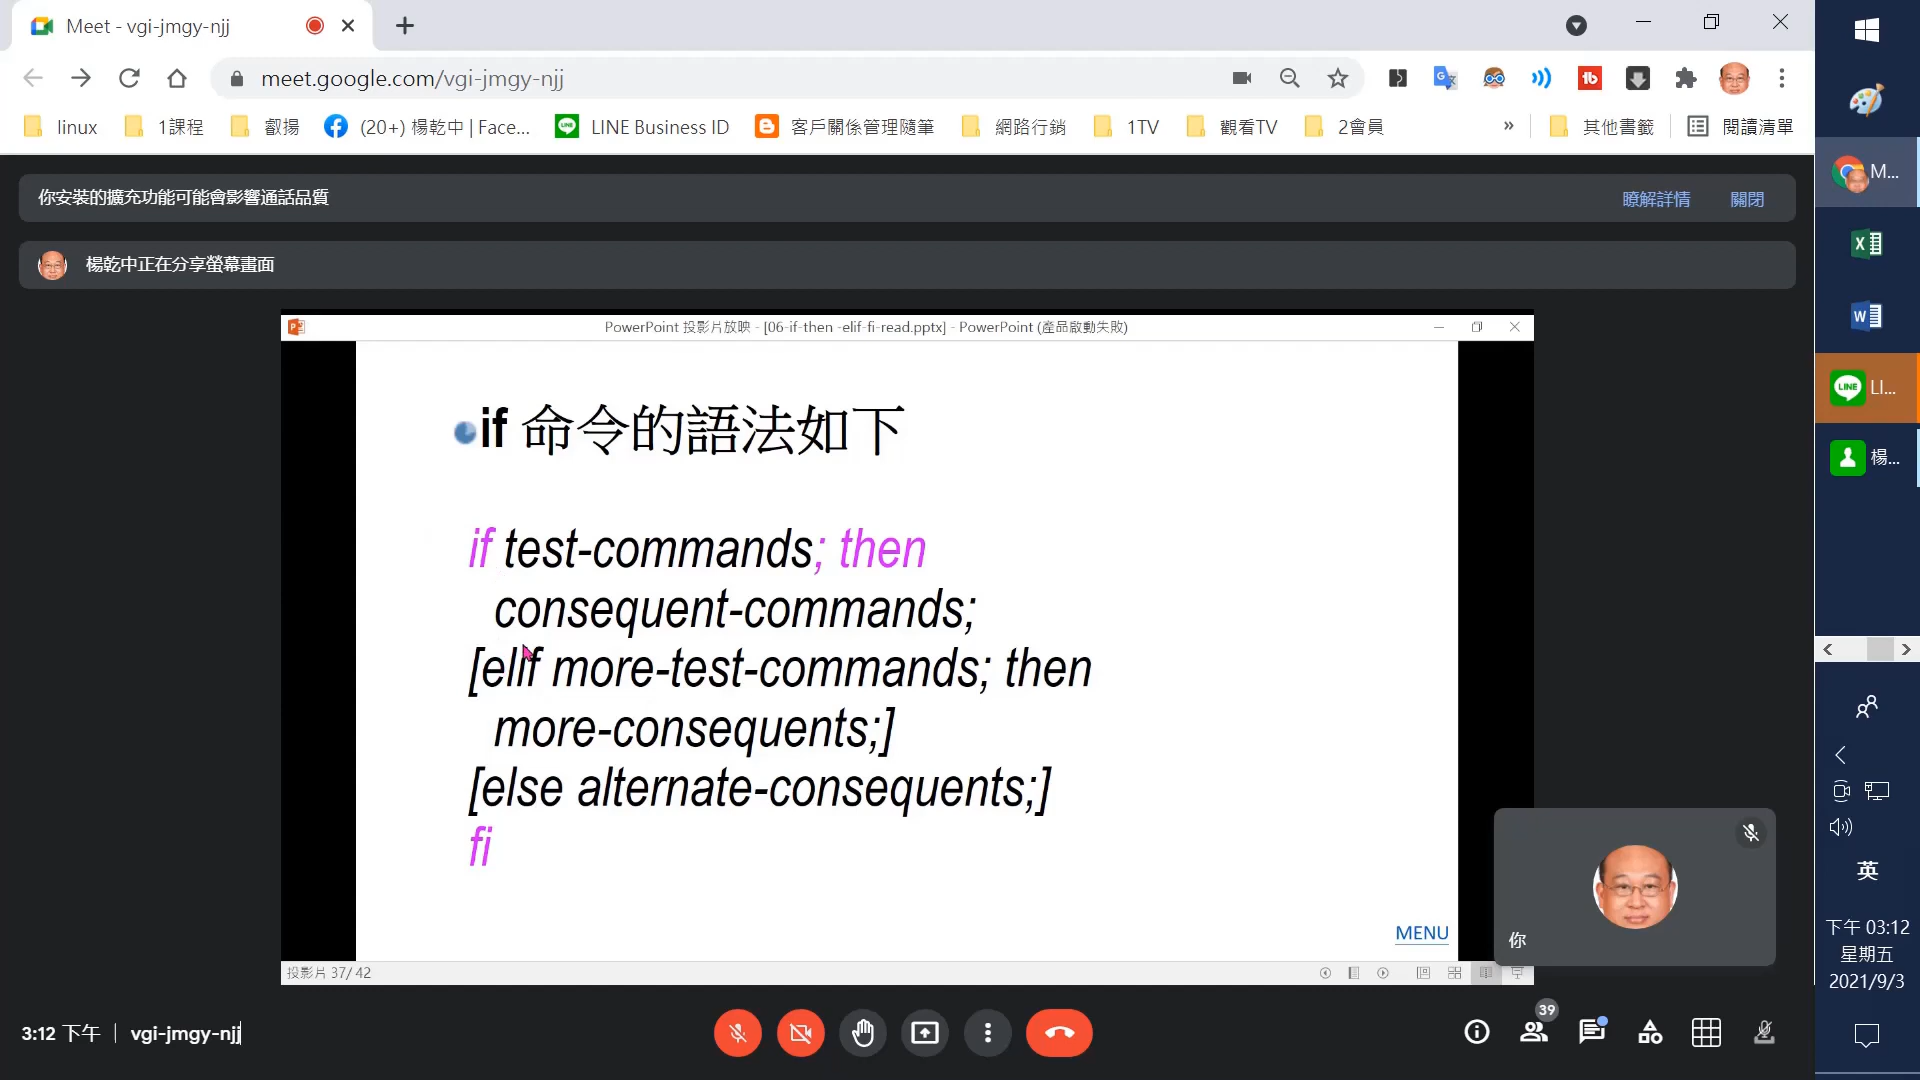 Meet - vgi-jmgy-njj
meet.google.com/vgi-jmgy-njj
linux
1課程
叡揚
(20+) 楊乾中 | Face...
LINE Business ID
客戶關係管理隨筆
網路行銷
1TV
觀看TV
2會員
»
其他書籤
閱讀清單
M...
你安裝的擴充功能可能會影響通話品質
瞭解詳情
關閉
楊乾中正在分享螢幕畫面
PowerPoint 投影片放映 - [06-if-then -elif-fi-read.pptx] - PowerPoint (產品啟動失敗)
if 命令的語法如下
if test-commands; then
consequent-commands;
[elif more-test-commands; then
more-consequents;]
[else alternate-consequents;]
fi
MENU
投影片 37/ 42
你
LINE
LI...
楊...
英
下午 03:12
星期五
2021/9/3
3:12 下午
vgi-jmgy-njj
39